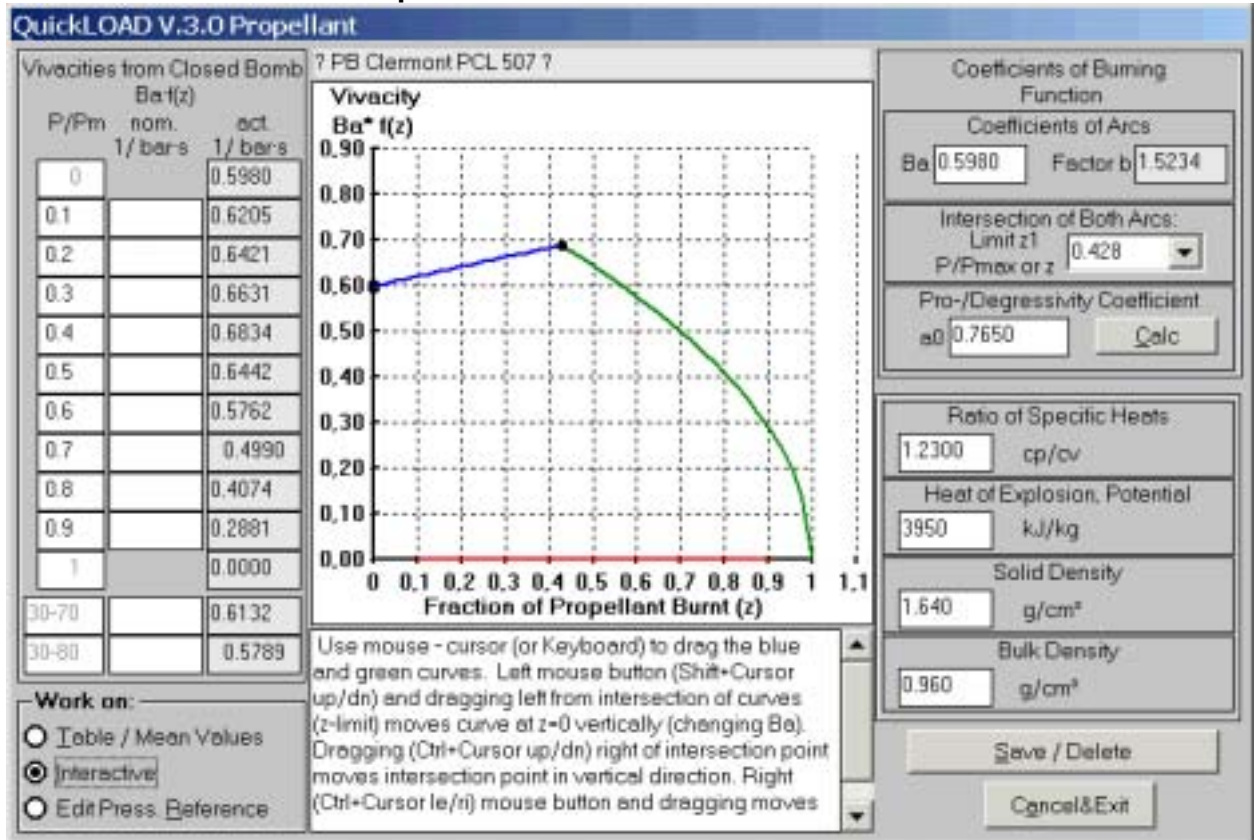 QuickLOAD V.3.0 Propellant
Vivacities from Closed Bomb
Ba·f(z)
P/Pm nom. act.
1/ bar·s 1/ bar·s
0 0.5980
0.1 0.6205
0.2 0.6421
0.3 0.6631
0.4 0.6834
0.5 0.6442
0.6 0.5762
0.7 0.4990
0.8 0.4074
0.9 0.2881
1 0.0000
30-70 0.6132
30-80 0.5789
Work on:
Table / Mean Values
Interactive
Edit Press. Reference
? PB Clermont PCL 507 ?
Vivacity
Ba* f(z)
0,90
0,80
0,70
0,60
0,50
0,40
0,30
0,20
0,10
0,00
0 0,1 0,2 0,3 0,4 0,5 0,6 0,7 0,8 0,9 1 1,1
Fraction of Propellant Burnt (z)
Use mouse - cursor (or Keyboard) to drag the blue
and green curves. Left mouse button (Shift+Cursor
up/dn) and dragging left from intersection of curves
(z-limit) moves curve at z=0 vertically (changing Ba).
Dragging (Ctrl+Cursor up/dn) right of intersection point
moves intersection point in vertical direction. Right
(Ctrl+Cursor le/ri) mouse button and dragging moves
Coefficients of Burning
Function
Coefficients of Arcs
Ba 0.5980 Factor b 1.5234
Intersection of Both Arcs:
Limit z1
P/Pmax or z 0.428
Pro-/Degressivity Coefficient
a0 0.7650 Calc
Ratio of Specific Heats
1.2300 cp/cv
Heat of Explosion, Potential
3950 kJ/kg
Solid Density
1.640 g/cm³
Bulk Density
0.960 g/cm³
Save / Delete
Cancel&Exit